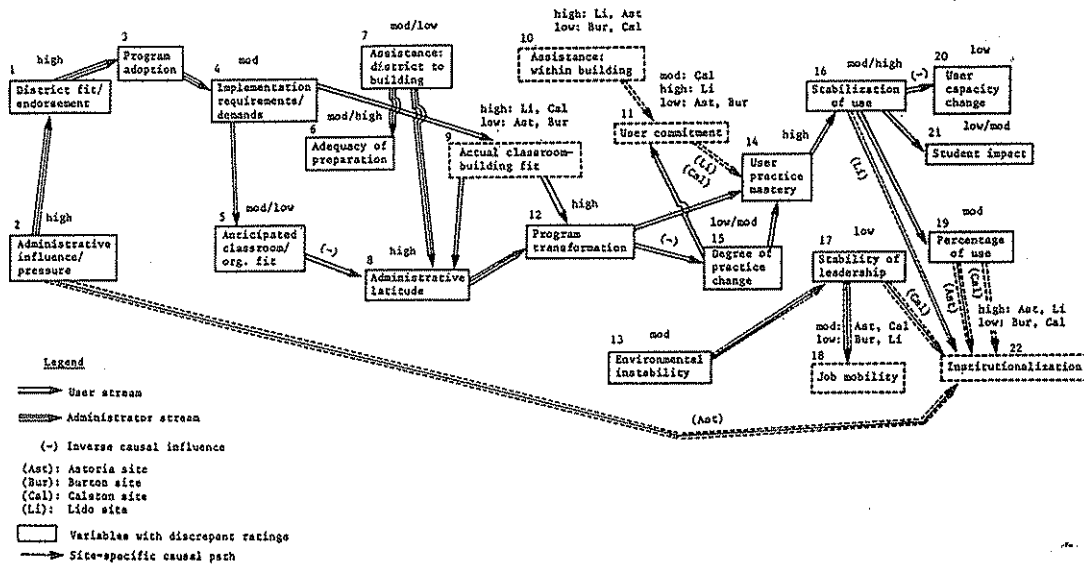 high: Li, Ast
low: Bur, Cal
10
Assistance:
within building
mod/low
7
Assistance:
district to
building
3
Program
adoption
high
1
District fit/
endorsement
mod
4
Implementation
requirements/
demands
mod/high
6
Adequacy of
preparation
high: Li, Cal
low: Ast, Bur
9
Actual classroom-
building fit
mod: Cal
high: Li
low: Ast, Bur
11
User commitment
(Li)
(Cal)
14
User
practice
mastery
high
mod/high
16
Stabilization
of use
(-)
low
20
User
capacity
change
low/mod
21
Student impact
(Li)
high
2
Administrative
influence/
pressure
mod/low
5
Anticipated
classroom/
org. fit
(-)
high
8
Administrative
latitude
high
12
Program
transformation
(-)
low/mod
15
Degree of
practice
change
low
17
Stability of
leadership
(Cal)
mod
19
Percentage
of use
(Cal)
(Ast)
high: Ast, Li
low: Bur, Cal
22
Institutionalization
mod
13
Environmental
instability
mod: Ast, Cal
low: Bur, Li
18
Job mobility
(Ast)
Legend
User stream
Administrator stream
(-) Inverse causal influence
(Ast): Astoria site
(Bur): Burton site
(Cal): Calston site
(Li): Lido site
Variables with discrepant ratings
Site-specific causal path